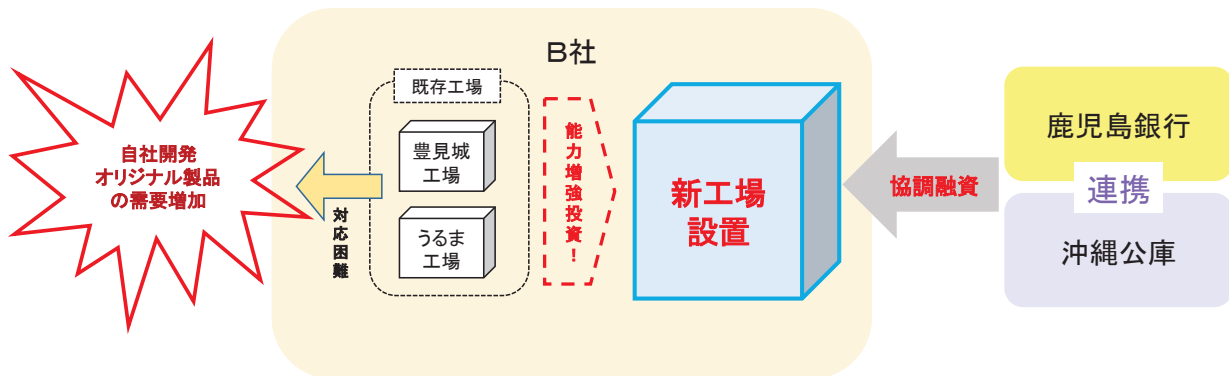 B社
自社開発
オリジナル製品
の需要増加
対応困難
既存工場
豊見城
工場
うるま
工場
能力増強投資!
新工場
設置
協調融資
鹿児島銀行
連携
沖縄公庫